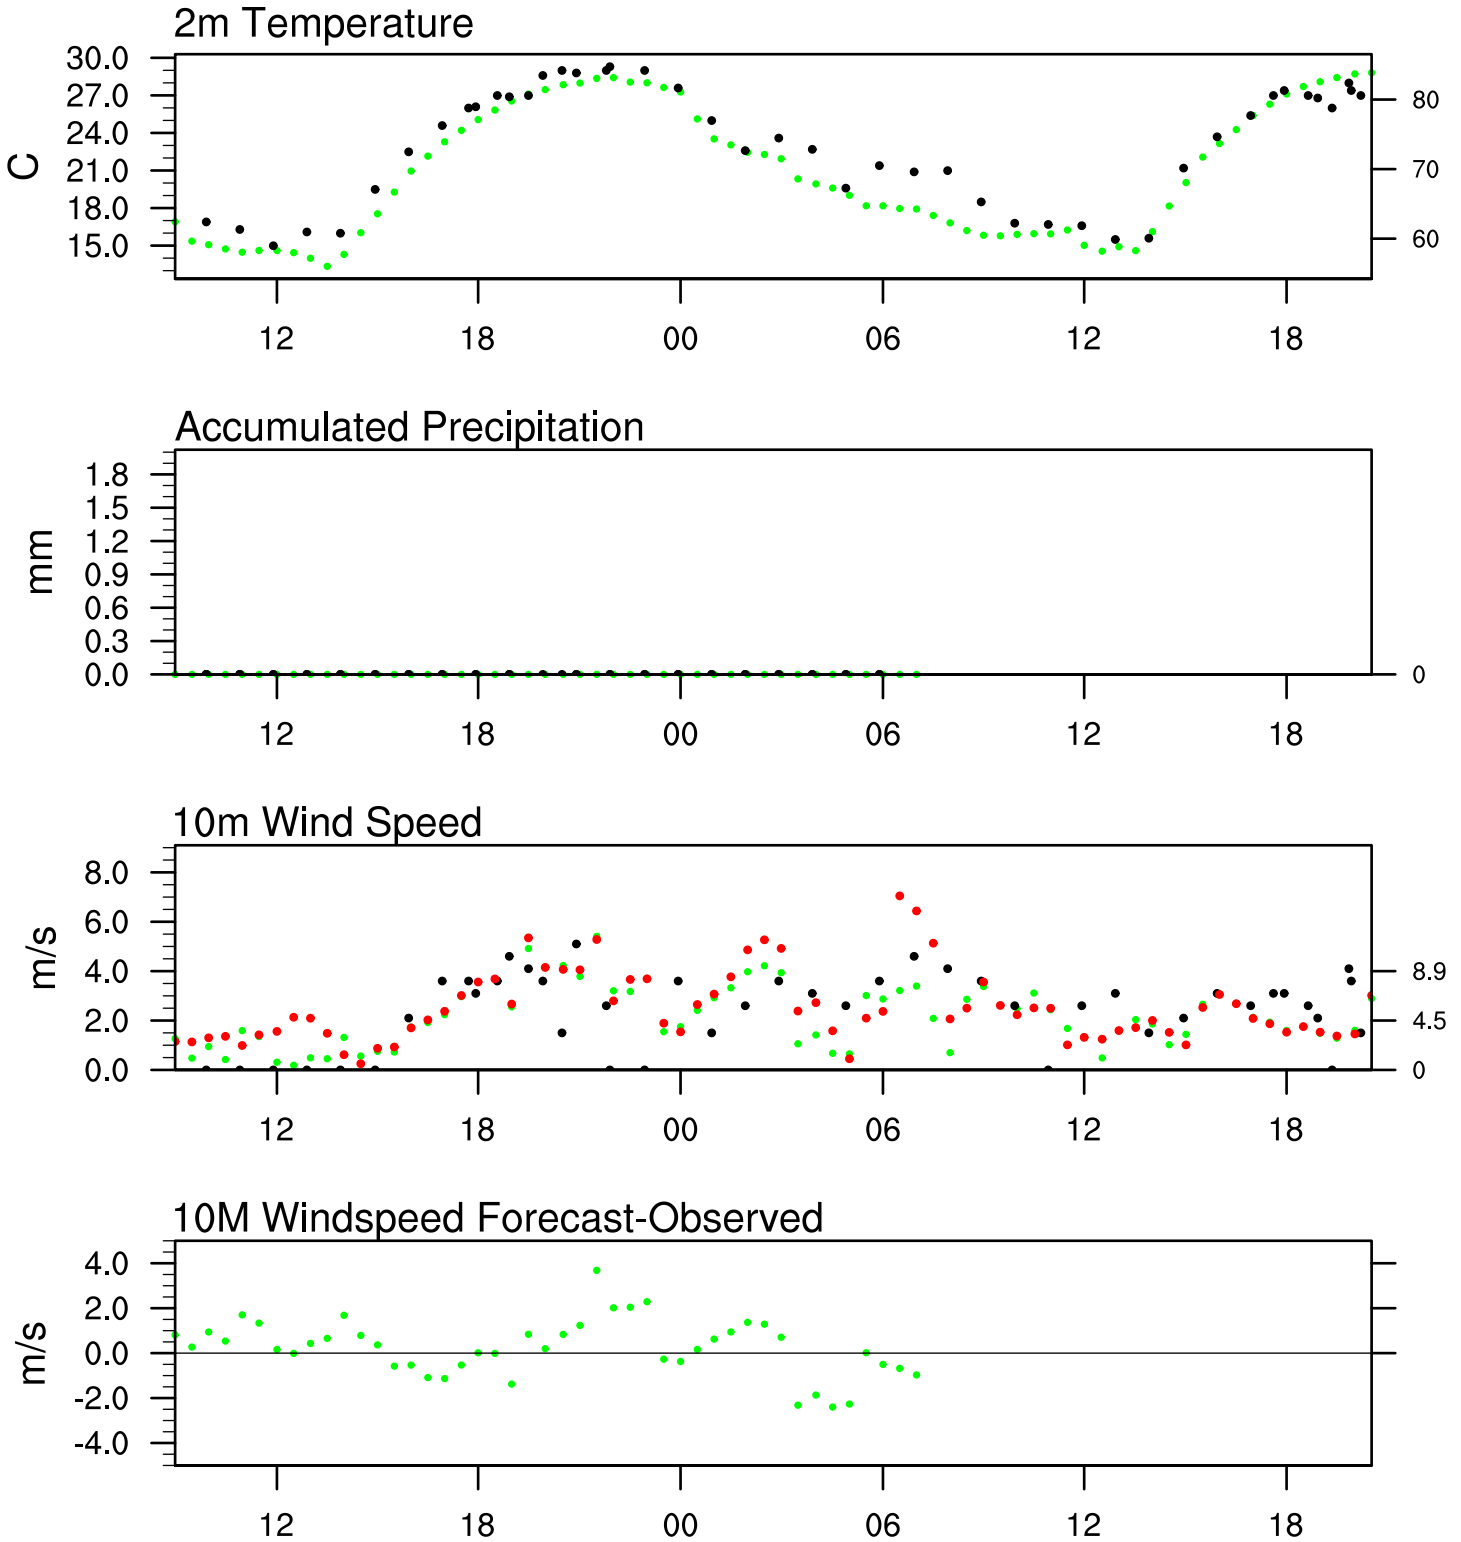 2m Temperature
30.0
27.0
24.0
21.0
18.0
15.0
C
80
70
60
12 18 00 06 12 18
Accumulated Precipitation
1.8
1.5
1.2
0.9
0.6
0.3
0.0
mm
0
12 18 00 06 12 18
10m Wind Speed
8.0
6.0
4.0
2.0
0.0
m/s
8.9
4.5
0
12 18 00 06 12 18
10M Windspeed Forecast-Observed
4.0
2.0
0.0
-2.0
-4.0
m/s
12 18 00 06 12 18